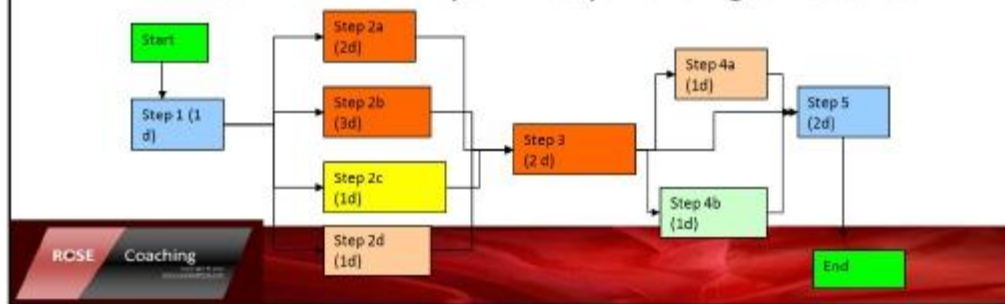 Start
Step 1 (1
d)
Step 2a
(2d)
Step 2b
(3d)
Step 2c
(1d)
Step 2d
(1d)
Step 3
(2 d)
Step 4a
(1d)
Step 4b
(1d)
Step 5
(2d)
End
ROSE Coaching